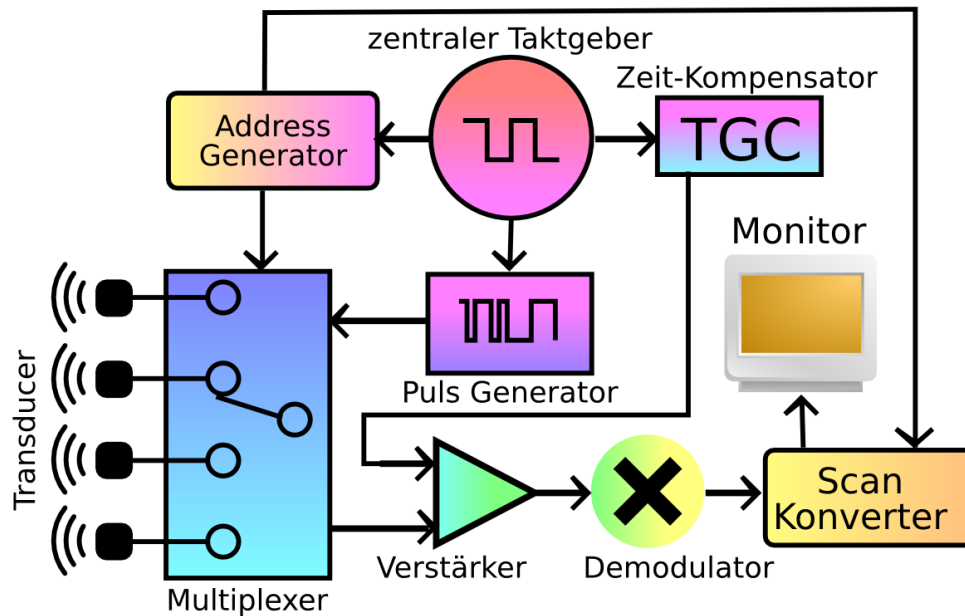 zentraler Taktgeber
Zeit-Kompensator
Address
Generator
TGC
Monitor
Transducer
Puls Generator
Scan
Konverter
Verstärker
Demodulator
Multiplexer